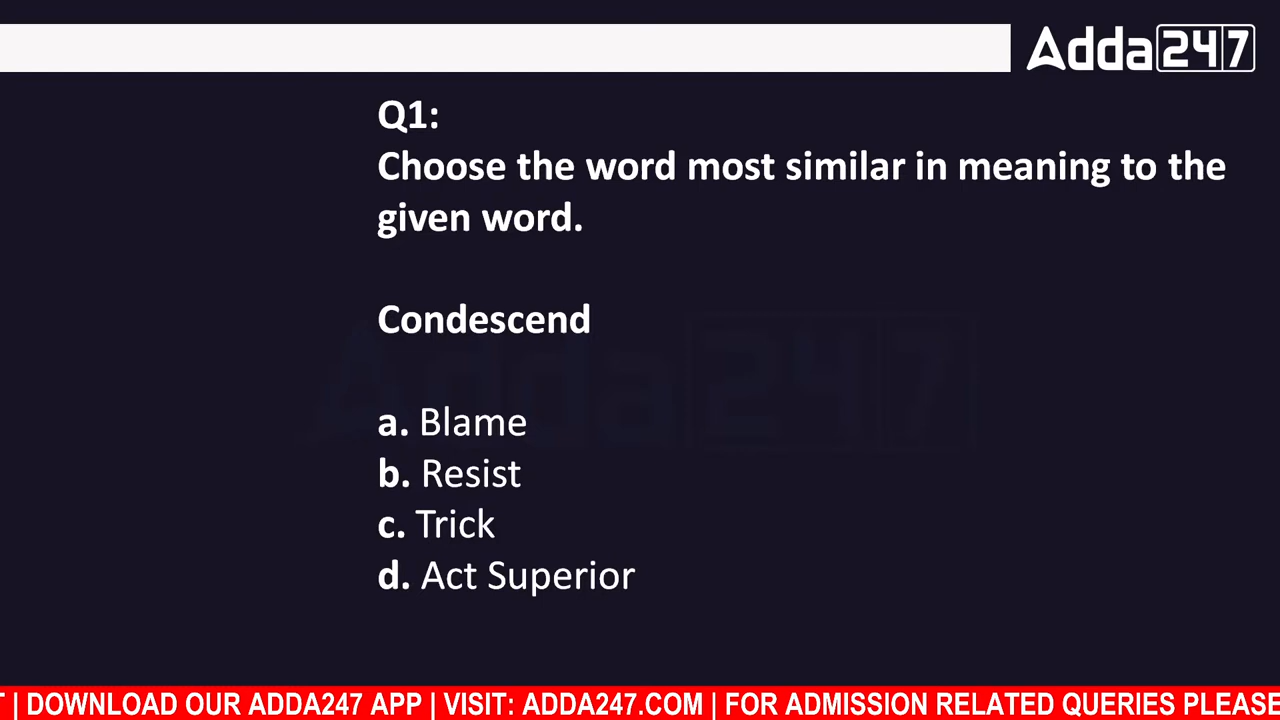 Adda247
Q1:
Choose the word most similar in meaning to the
given word.
Condescend
Adda247
a. Blame
b. Resist
c. Trick
d. Act Superior
| DOWNLOAD OUR ADDA247 APP | VISIT: ADDA247.COM | FOR ADMISSION RELATED QUERIES PLEASE